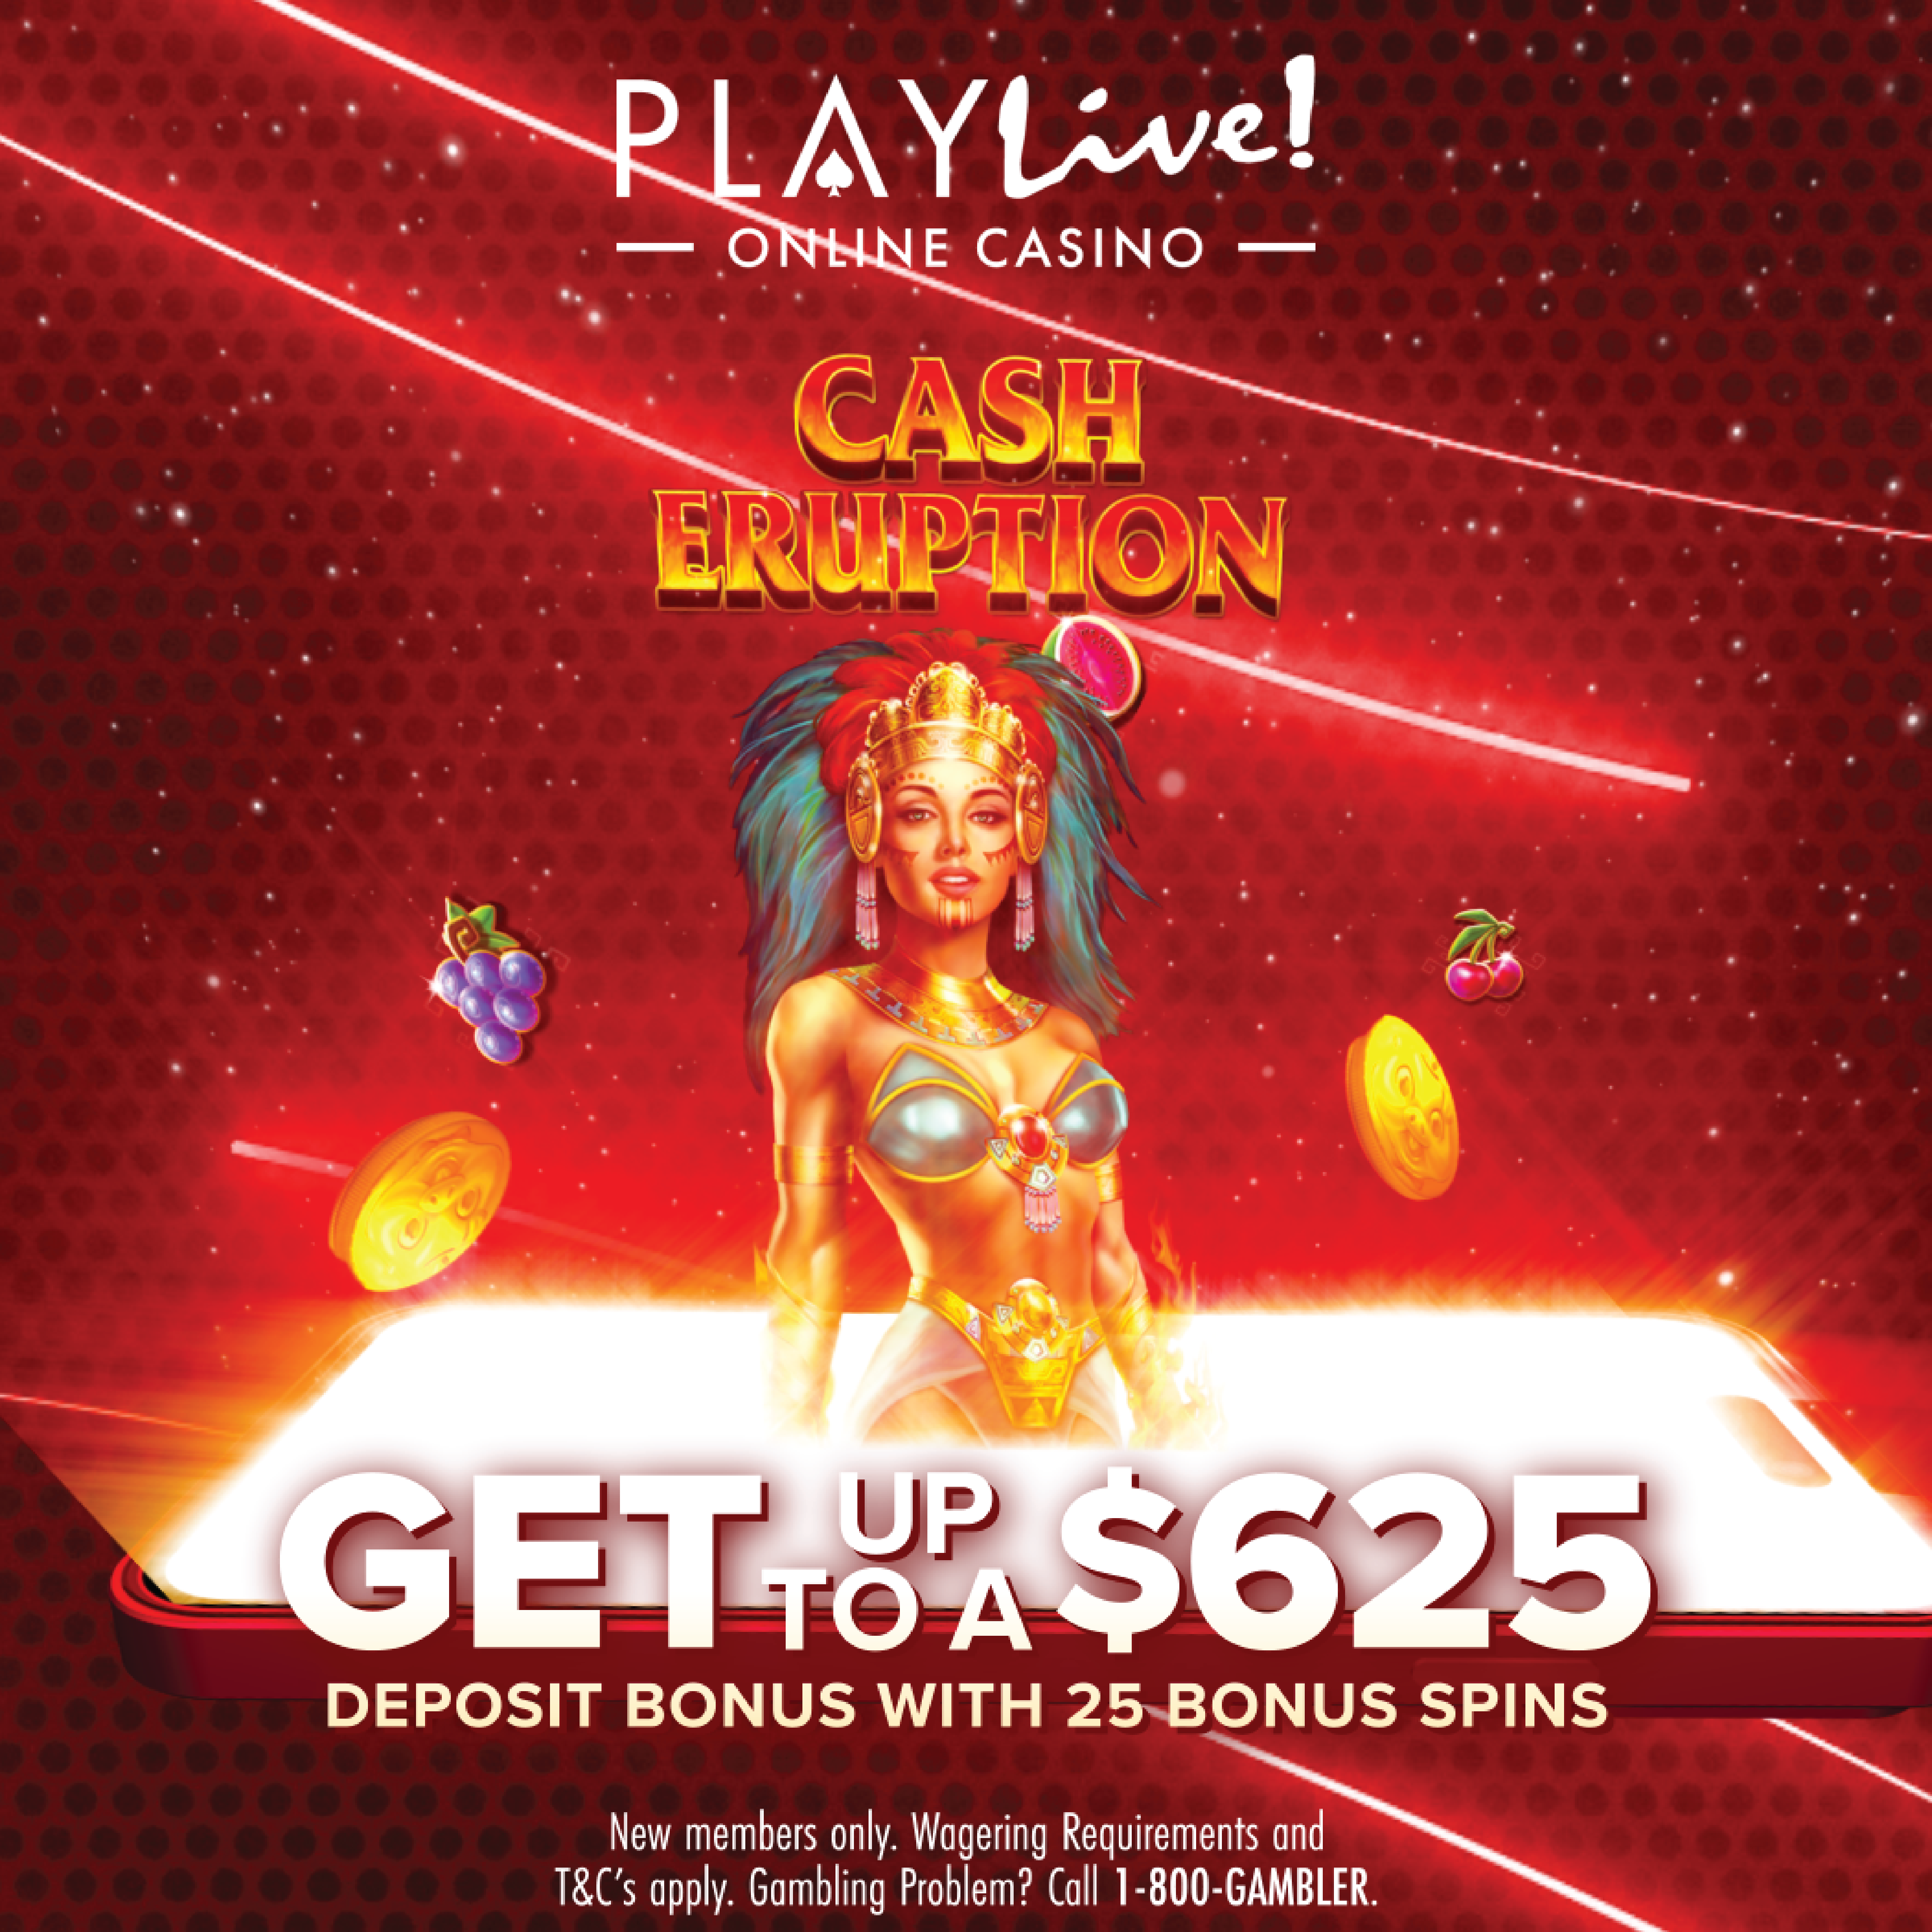 PLAY Live!
ONLINE CASINO
CASH
ERUPTION
GET UP TO A $625
DEPOSIT BONUS WITH 25 BONUS SPINS
New members only. Wagering Requirements and
T&C's apply. Gambling Problem? Call 1-800-GAMBLER.